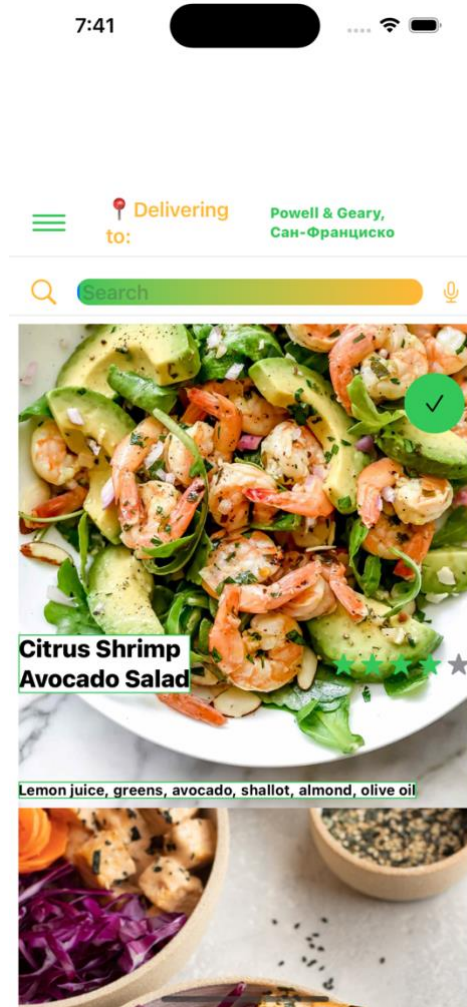 7:41
📍 Delivering
to:
Powell & Geary,
Сан-Франциско
Search
Citrus Shrimp
Avocado Salad
Lemon juice, greens, avocado, shallot, almond, olive oil